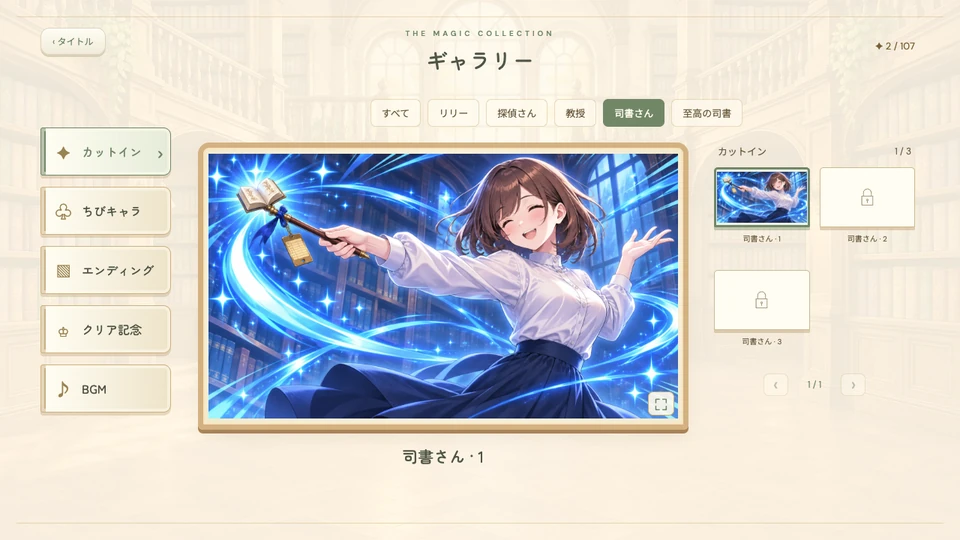 ‹ タイトル
THE MAGIC COLLECTION
ギャラリー
✦ 2 / 107
すべて
リリー
探偵さん
教授
司書さん
至高の司書
カットイン
ちびキャラ
エンディング
クリア記念
BGM
司書さん · 1
カットイン
1 / 3
司書さん · 1
司書さん · 2
司書さん · 3
1 / 1